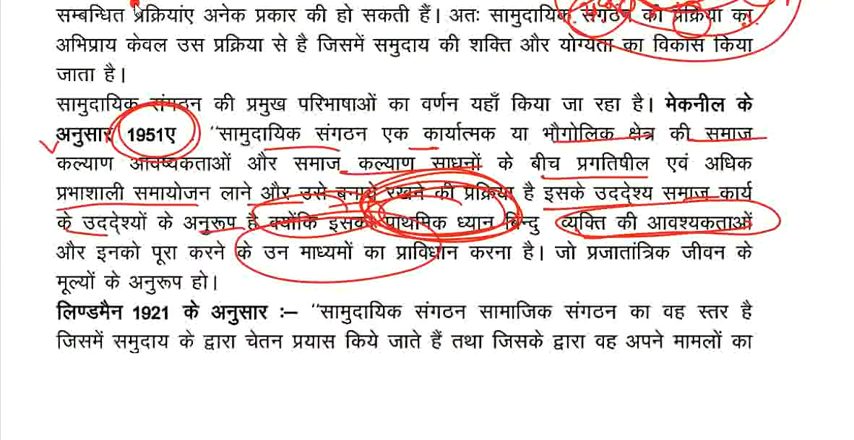 सम्बन्धित प्रक्रियांए अनेक प्रकार की हो सकती हैं। अतः सामुदायिक संगठन की प्रक्रिया का
अभिप्राय केवल उस प्रक्रिया से है जिसमें समुदाय की शक्ति और योग्यता का विकास किया
जाता है।
सामुदायिक संगठन की प्रमुख परिभाषाओं का वर्णन यहाँ किया जा रहा है। मेकनील के
अनुसार 1951ए "सामुदायिक संगठन एक कार्यात्मक या भौगोलिक क्षेत्र की समाज
कल्याण आवष्यकताओं और समाज कल्याण साधनों के बीच प्रगतिषील एवं अधिक
प्रभाशाली समायोजन लाने और उसे बनाये रखने की प्रक्रिया है इसके उददेश्य समाज कार्य
के उददेश्यों के अनुरूप है क्योंकि इसका पाथमिक ध्यान बिन्दु व्यक्ति की आवश्यकताओं
और इनको पूरा करने के उन माध्यमों का प्राविधान करना है। जो प्रजातांत्रिक जीवन के
मूल्यों के अनुरूप हो।
लिण्डमैन 1921 के अनुसार :– "सामुदायिक संगठन सामाजिक संगठन का वह स्तर है
जिसमें समुदाय के द्वारा चेतन प्रयास किये जाते हैं तथा जिसके द्वारा वह अपने मामलों का